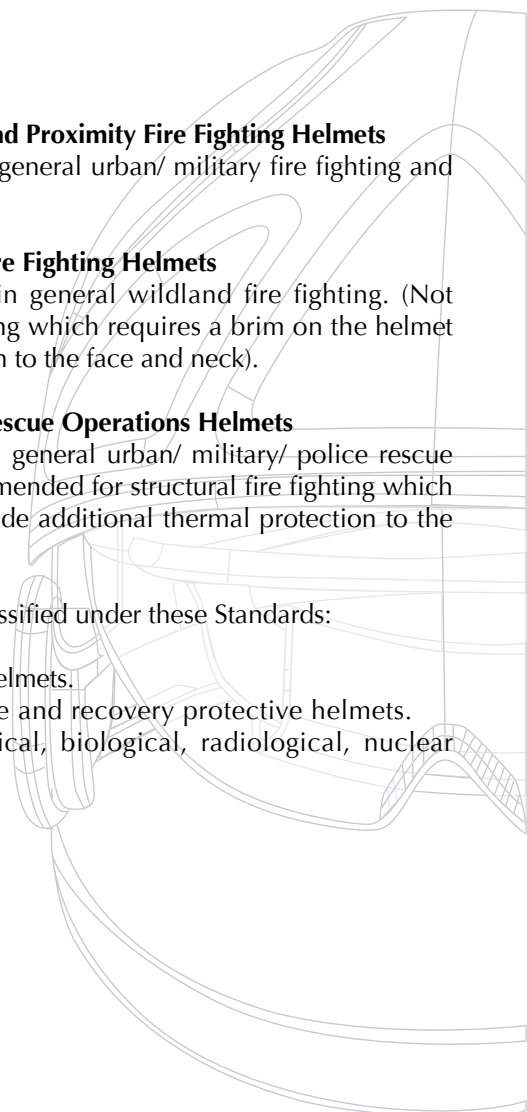 nd Proximity Fire Fighting Helmets
general urban/ military fire fighting and
re Fighting Helmets
in general wildland fire fighting. (Not
ng which requires a brim on the helmet
n to the face and neck).
escue Operations Helmets
general urban/ military/ police rescue
mended for structural fire fighting which
de additional thermal protection to the
ssified under these Standards:
elmets.
e and recovery protective helmets.
ical, biological, radiological, nuclear